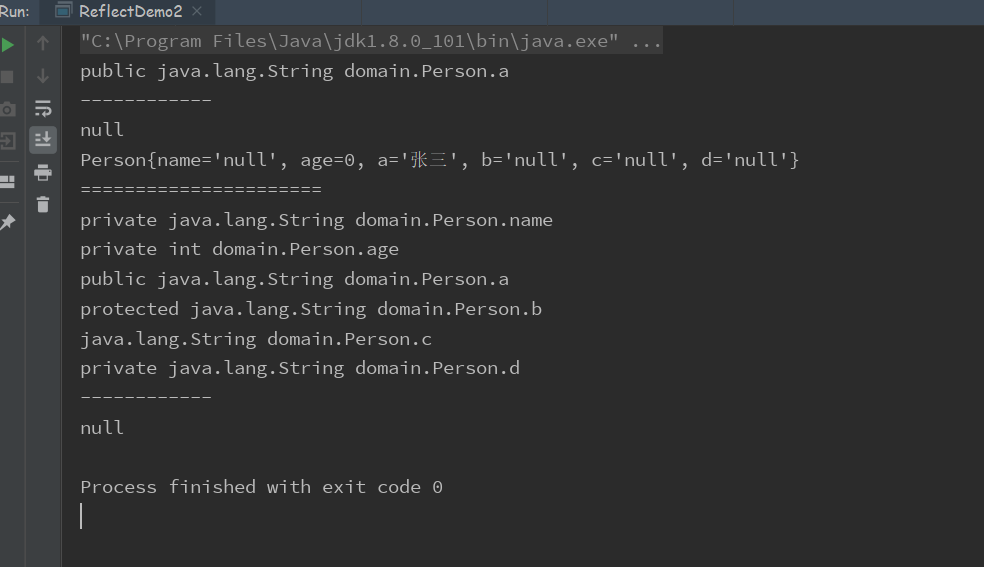 Run: ReflectDemo2 ×
"C:\Program Files\Java\jdk1.8.0_101\bin\java.exe" ...
public java.lang.String domain.Person.a
------------
null
Person{name='null', age=0, a='张三', b='null', c='null', d='null'}
======================
private java.lang.String domain.Person.name
private int domain.Person.age
public java.lang.String domain.Person.a
protected java.lang.String domain.Person.b
java.lang.String domain.Person.c
private java.lang.String domain.Person.d
------------
null
Process finished with exit code 0